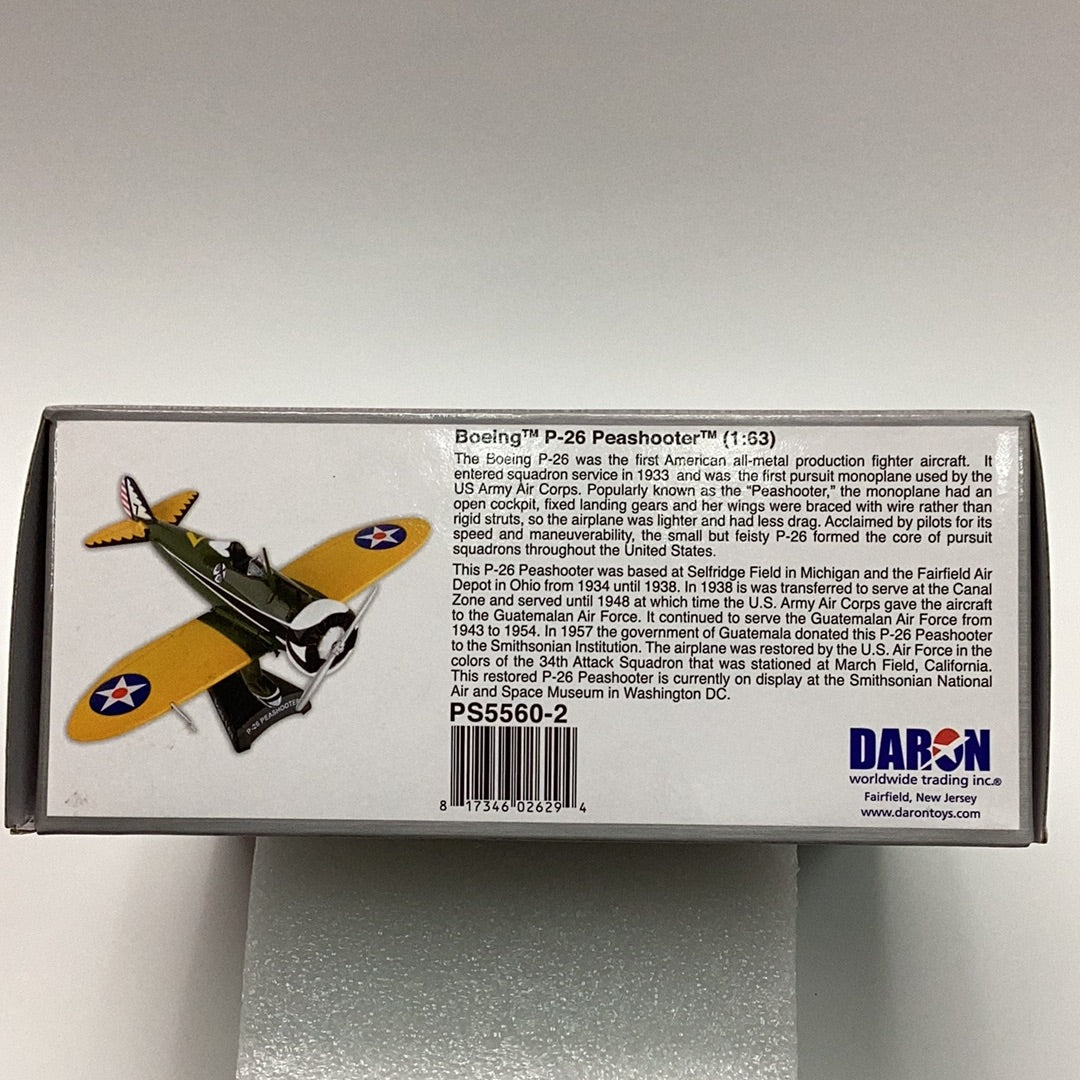 Boeing™ P-26 Peashooter™ (1:63)
The Boeing P-26 was the first American all-metal production fighter aircraft. It
entered squadron service in 1933 and was the first pursuit monoplane used by the
US Army Air Corps. Popularly known as the “Peashooter,” the monoplane had an
open cockpit, fixed landing gears and her wings were braced with wire rather than
rigid struts, so the airplane was lighter and had less drag. Acclaimed by pilots for its
speed and maneuverability, the small but feisty P-26 formed the core of pursuit
squadrons throughout the United States.
This P-26 Peashooter was based at Selfridge Field in Michigan and the Fairfield Air
Depot in Ohio from 1934 until 1938. In 1938 is was transferred to serve at the Canal
Zone and served until 1948 at which time the U.S. Army Air Corps gave the aircraft
to the Guatemalan Air Force. It continued to serve the Guatemalan Air Force from
1943 to 1954. In 1957 the government of Guatemala donated this P-26 Peashooter
to the Smithsonian Institution. The airplane was restored by the U.S. Air Force in the
colors of the 34th Attack Squadron that was stationed at March Field, California.
This restored P-26 Peashooter is currently on display at the Smithsonian National
Air and Space Museum in Washington DC.
PS5560-2
8 17346 02629 4
P-26 PEASHOOTER
DARON
worldwide trading inc.®
Fairfield, New Jersey
www.darontoys.com